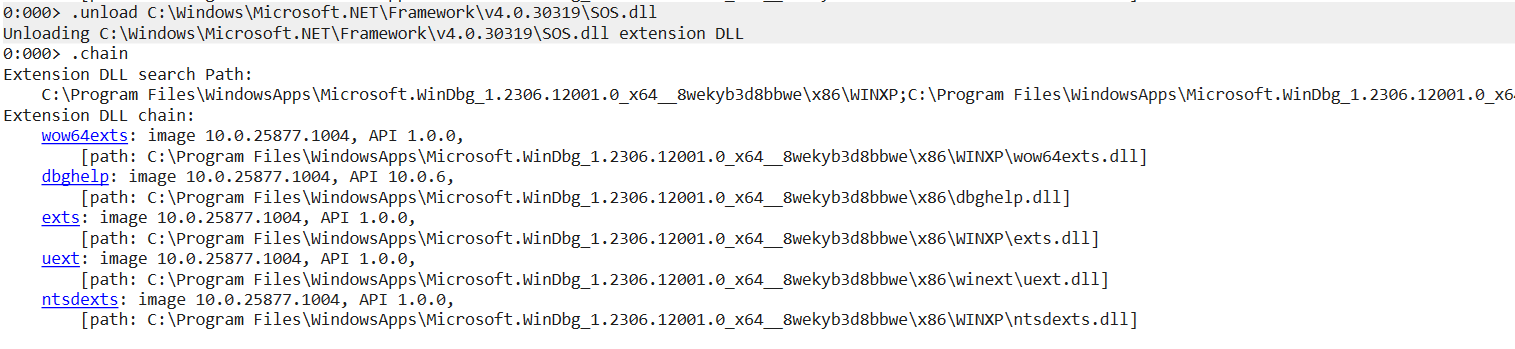 0:000> .unload C:\Windows\Microsoft.NET\Framework\v4.0.30319\SOS.dll
Unloading C:\Windows\Microsoft.NET\Framework\v4.0.30319\SOS.dll extension DLL
0:000> .chain
Extension DLL search Path:
    C:\Program Files\WindowsApps\Microsoft.WinDbg_1.2306.12001.0_x64__8wekyb3d8bbwe\x86\WINXP;C:\Program Files\WindowsApps\Microsoft.WinDbg_1.2306.12001.0_x6
Extension DLL chain:
    wow64exts: image 10.0.25877.1004, API 1.0.0,
        [path: C:\Program Files\WindowsApps\Microsoft.WinDbg_1.2306.12001.0_x64__8wekyb3d8bbwe\x86\WINXP\wow64exts.dll]
    dbghelp: image 10.0.25877.1004, API 10.0.6,
        [path: C:\Program Files\WindowsApps\Microsoft.WinDbg_1.2306.12001.0_x64__8wekyb3d8bbwe\x86\dbghelp.dll]
    exts: image 10.0.25877.1004, API 1.0.0,
        [path: C:\Program Files\WindowsApps\Microsoft.WinDbg_1.2306.12001.0_x64__8wekyb3d8bbwe\x86\WINXP\exts.dll]
    uext: image 10.0.25877.1004, API 1.0.0,
        [path: C:\Program Files\WindowsApps\Microsoft.WinDbg_1.2306.12001.0_x64__8wekyb3d8bbwe\x86\winext\uext.dll]
    ntsdexts: image 10.0.25877.1004, API 1.0.0,
        [path: C:\Program Files\WindowsApps\Microsoft.WinDbg_1.2306.12001.0_x64__8wekyb3d8bbwe\x86\WINXP\ntsdexts.dll]